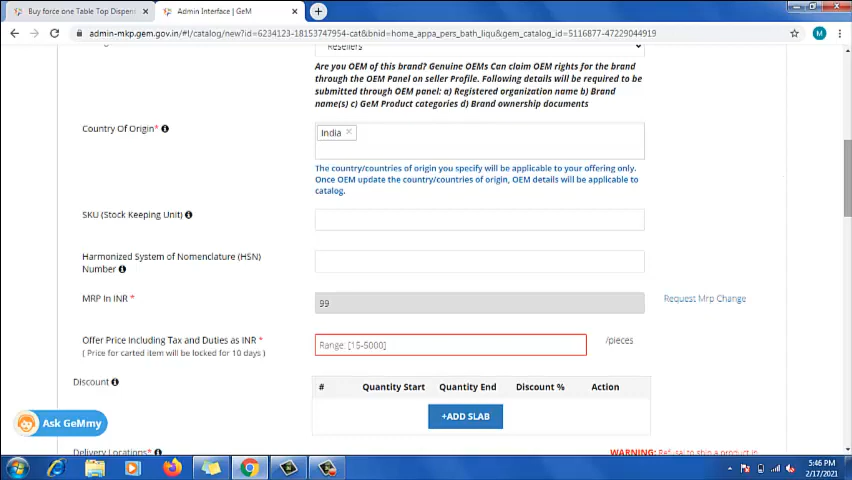 Buy force one Table Top Dispens
Admin Interface | GeM
admin-mkp.gem.gov.in/#!/catalog/new?id=6234123-18153747954-cat&bnid=home_appa_pers_bath_liqu&gem_catalog_id=5116877-47229044919
M
Resellers
Are you OEM of this brand? Genuine OEMs Can claim OEM rights for the brand
through the OEM Panel on seller Profile. Following details will be required to be
submitted through OEM panel: a) Registered organization name b) Brand
name(s) c) GeM Product categories d) Brand ownership documents
Country Of Origin*
India ×
The country/countries of origin you specify will be applicable to your offering only.
Once OEM update the country/countries of origin, OEM details will be applicable to
catalog.
SKU (Stock Keeping Unit)
Harmonized System of Nomenclature (HSN)
Number
MRP In INR *
99
Request Mrp Change
Offer Price Including Tax and Duties as INR *
( Price for carted item will be locked for 10 days )
Range: [15-5000]
/pieces
Discount
# Quantity Start Quantity End Discount % Action
+ADD SLAB
Ask GeMmy
Delivery Locations*
WARNING: Refusal to ship a product in
5:46 PM
2/17/2021